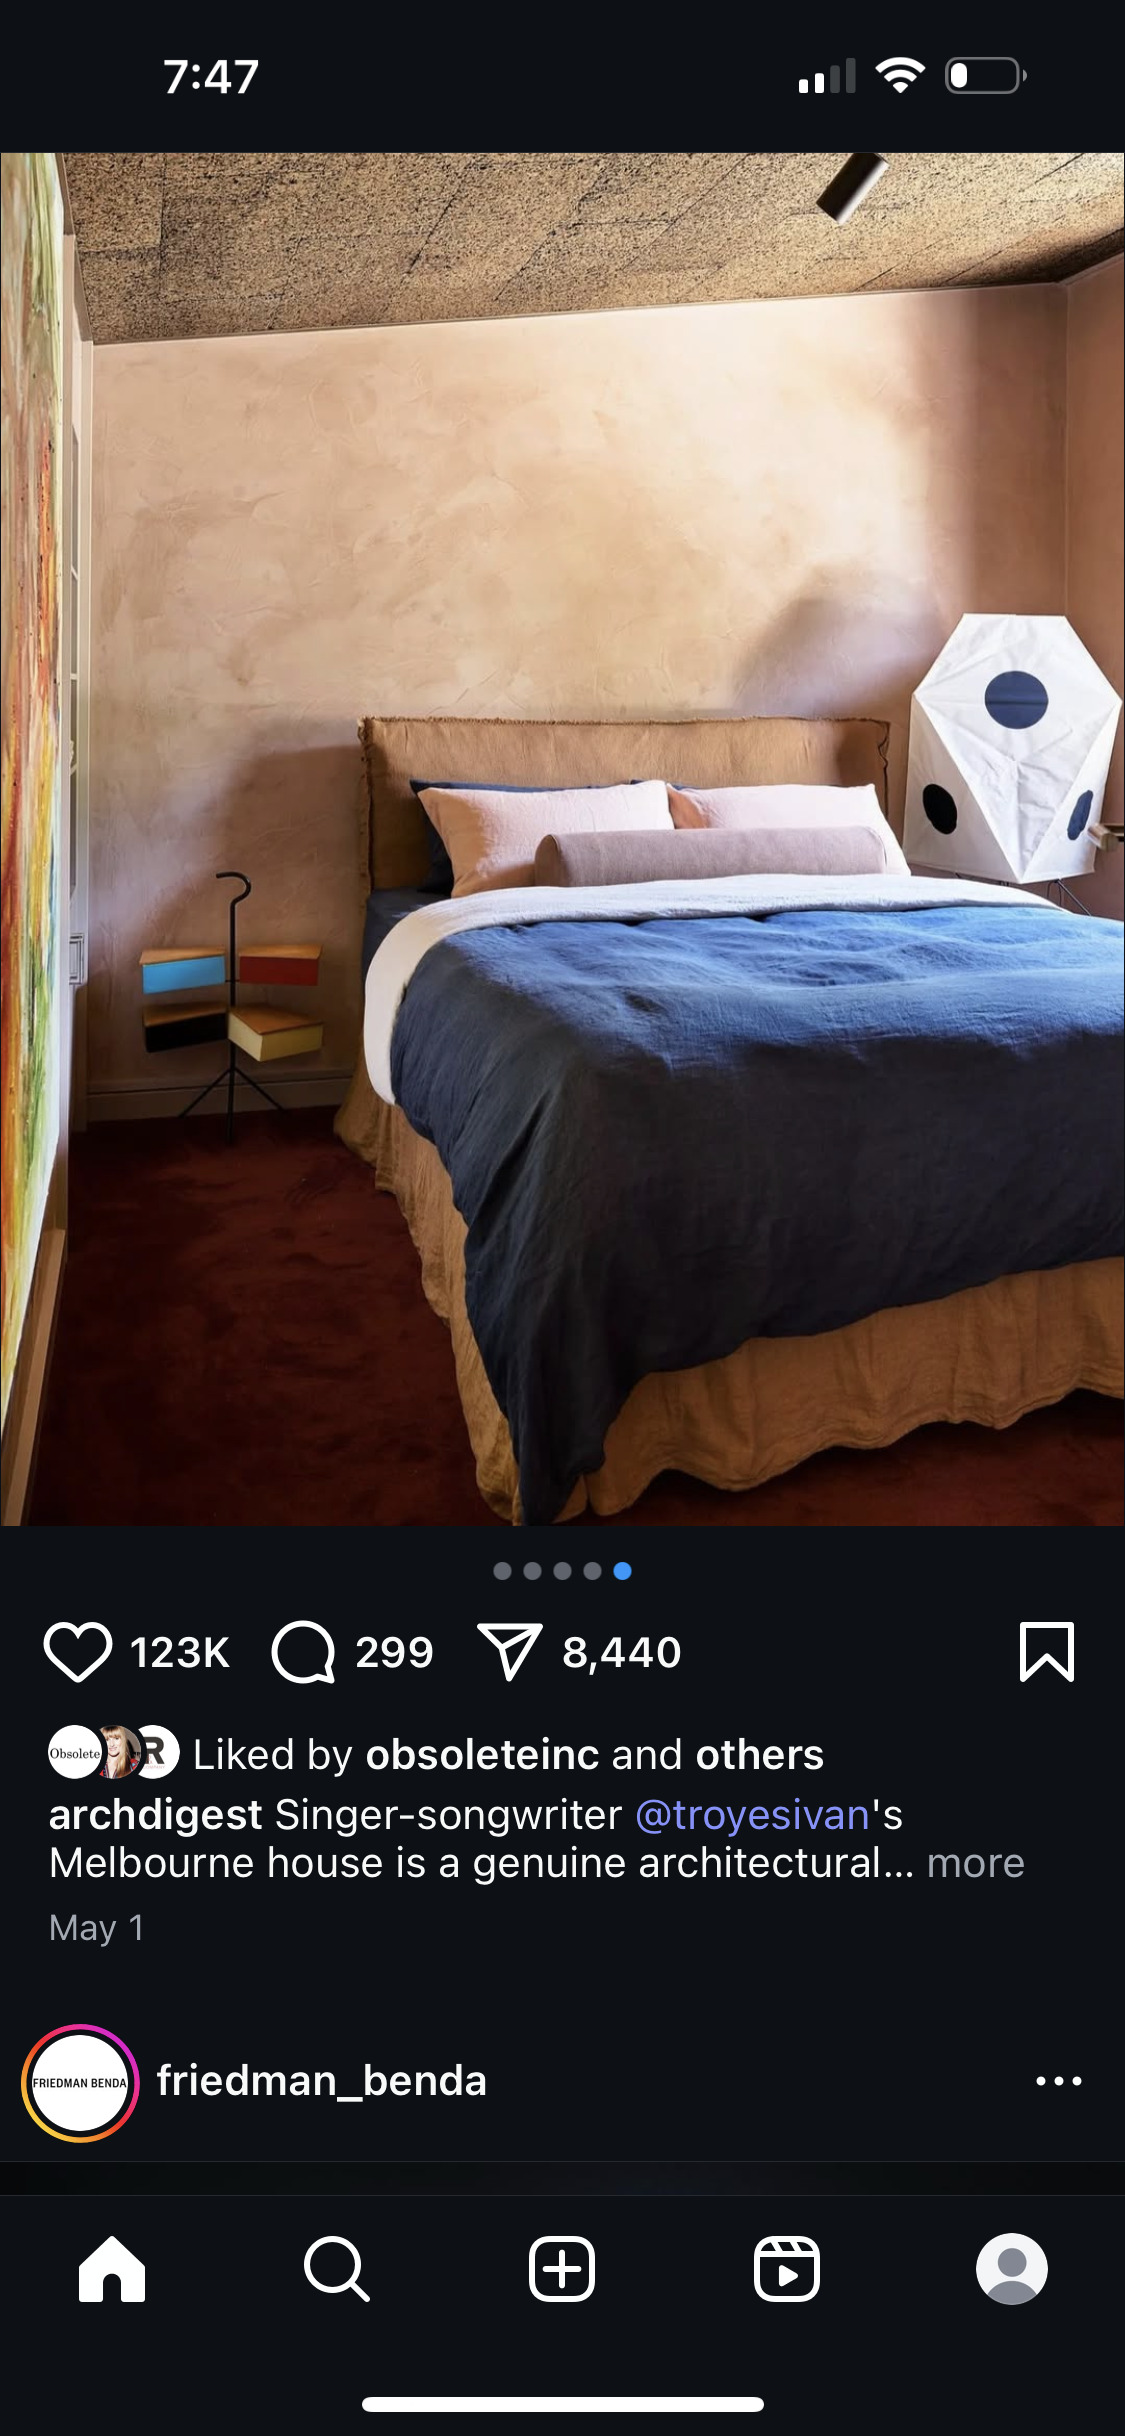 7:47
123K 299 8,440
Obsolete R Liked by obsoleteinc and others
archdigest Singer-songwriter @troyesivan's
Melbourne house is a genuine architectural... more
May 1
FRIEDMAN BENDA friedman_benda